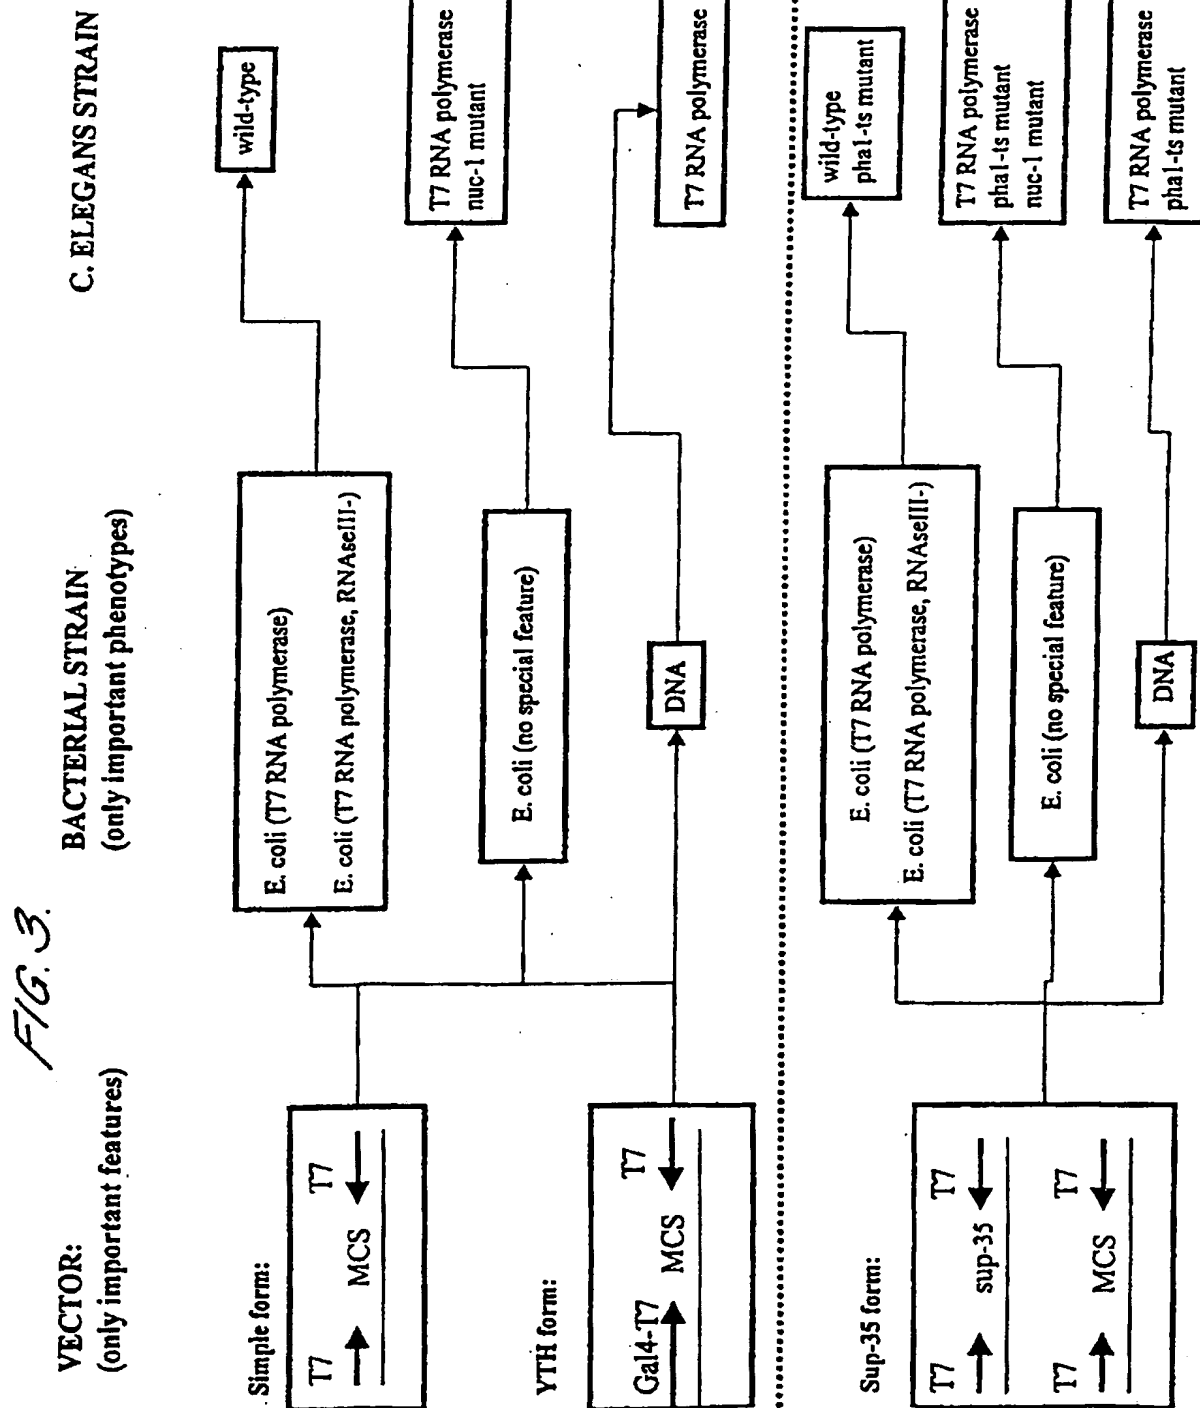 FIG. 3.
VECTOR:
(only important features)
BACTERIAL STRAIN
(only important phenotypes)
C. ELEGANS STRAIN
Simple form:
T7 T7
MCS
E. coli (T7 RNA polymerase)
E. coli (T7 RNA polymerase, RNAseIII-)
wild-type
E. coli (no special feature)
T7 RNA polymerase
nuc-1 mutant
YTH form:
Gal4-T7 T7
MCS
DNA
T7 RNA polymerase
Sup-35 form:
T7 T7
sup-35
T7 T7
MCS
E. coli (T7 RNA polymerase)
E. coli (T7 RNA polymerase, RNAseIII-)
wild-type
pha1-ts mutant
E. coli (no special feature)
T7 RNA polymerase
pha1-ts mutant
nuc-1 mutant
DNA
T7 RNA polymerase
pha1-ts mutant